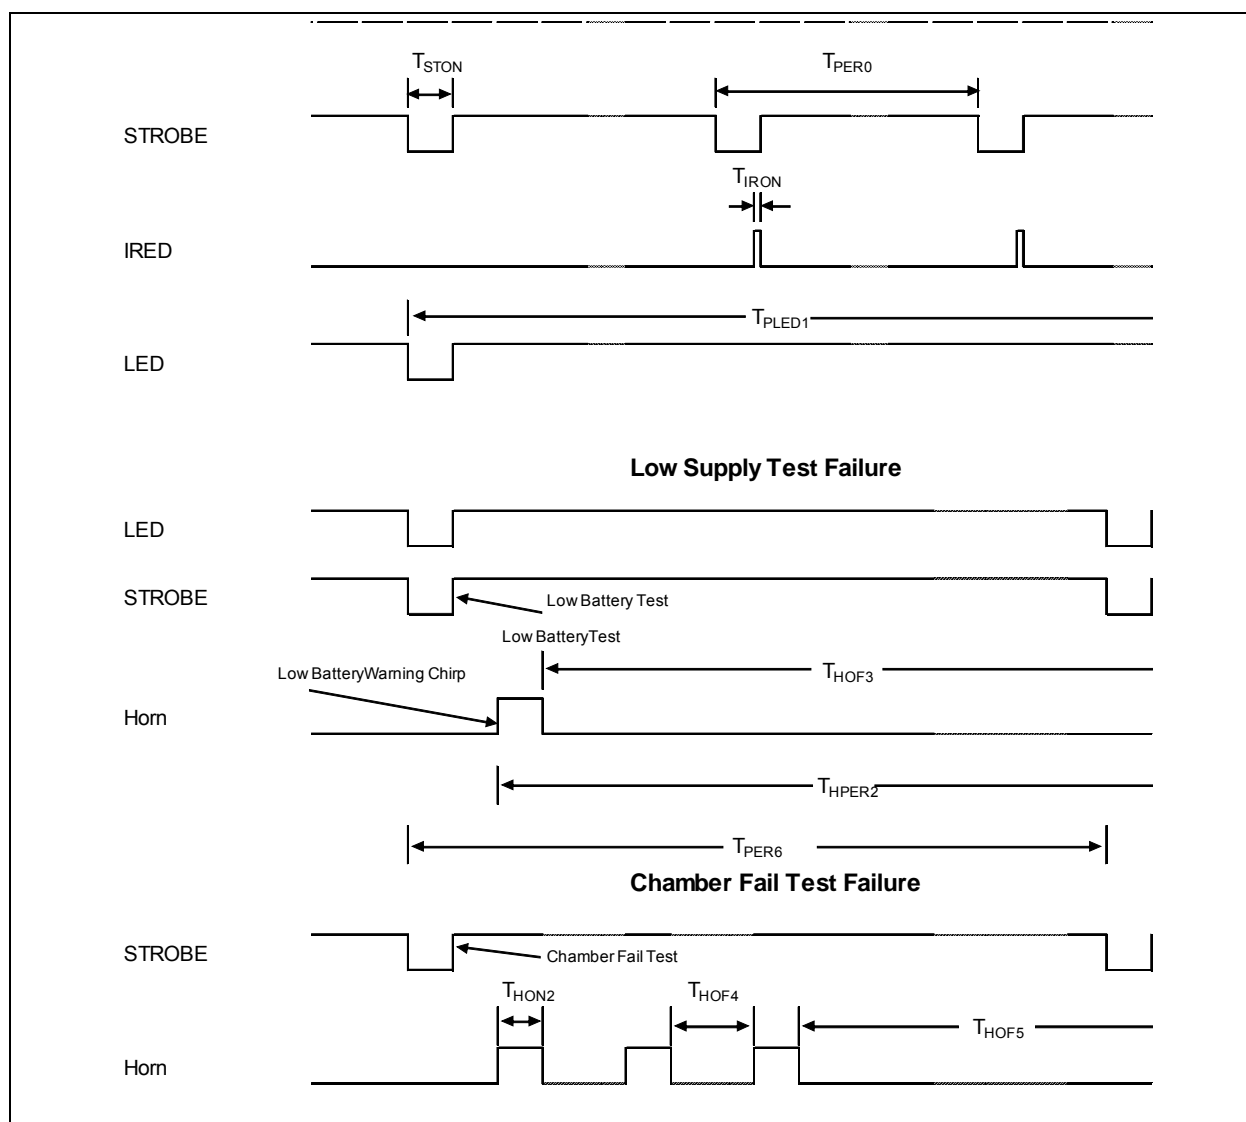 TSTON
TPER0
STROBE
TIRON
IRED
TPLED1
LED
Low Supply Test Failure
LED
STROBE
Low Battery Test
Low BatteryTest
THOF3
Low BatteryWarning Chirp
Horn
THPER2
TPER6
Chamber Fail Test Failure
STROBE
Chamber Fail Test
THON2
THOF4
THOF5
Horn